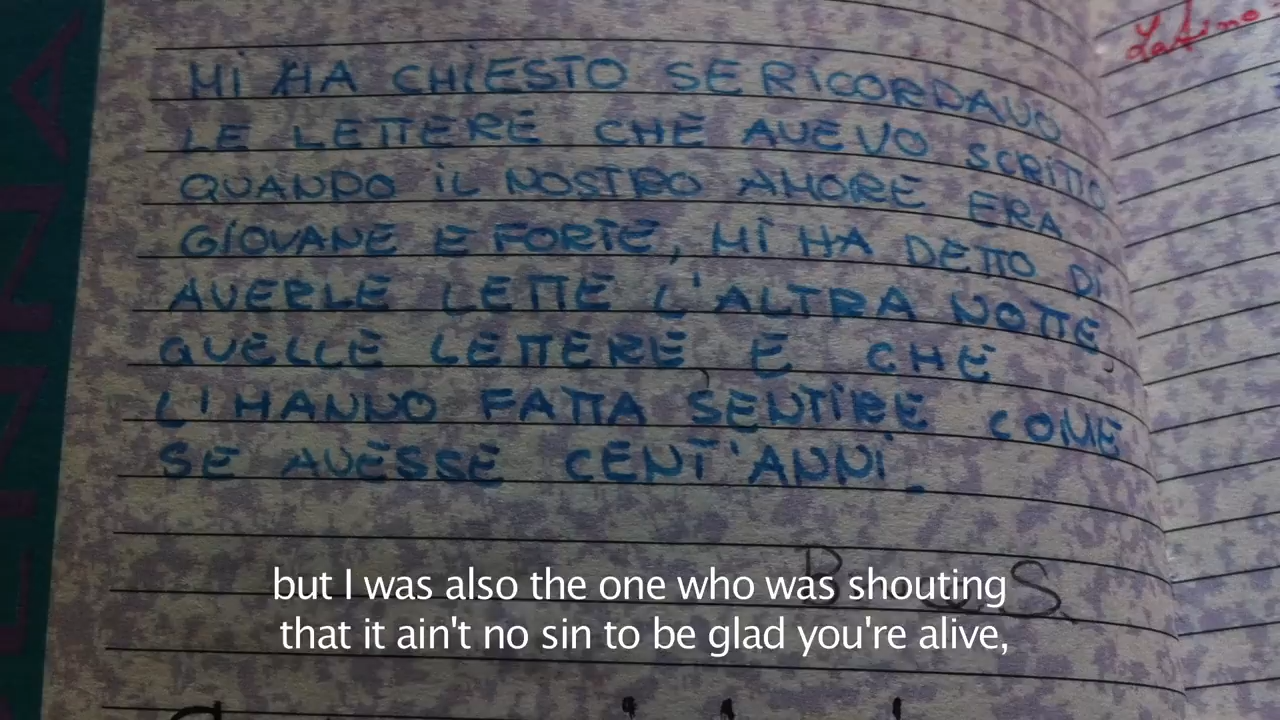 Latino
MI HA CHIESTO SE RICORDAVO
LE LETTERE CHE AVEVO SCRITTO
QUANDO IL NOSTRO AMORE ERA
GIOVANE E FORTE, MI HA DETTO DI
AVERLE LETTE L'ALTRA NOTTE
QUELLE LETTERE, E CHE
L'HANNO FATTA SENTIRE COME
SE AVESSE CENT'ANNI.
but I was also the one who was shouting
that it ain't no sin to be glad you're alive,